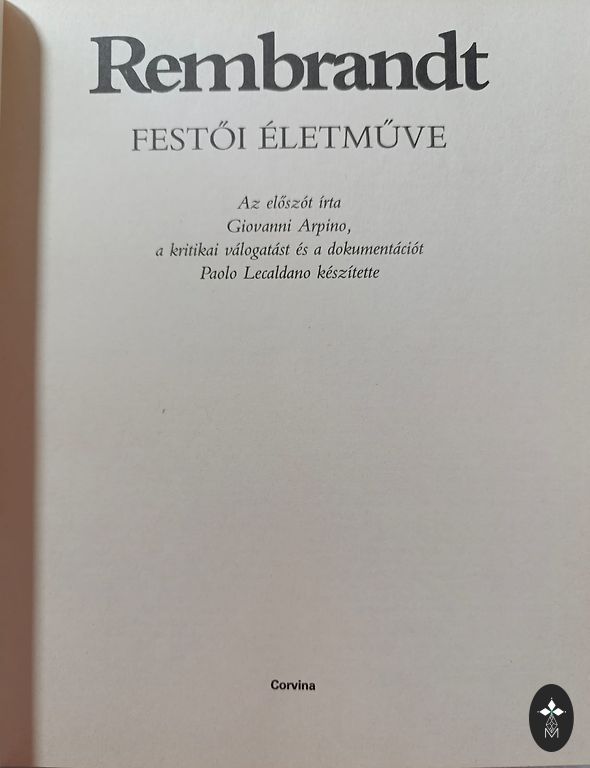 Rembrandt
FESTŐI ÉLETMŰVE
Az előszót írta
Giovanni Arpino,
a kritikai válogatást és a dokumentációt
Paolo Lecaldano készítette
Corvina
M